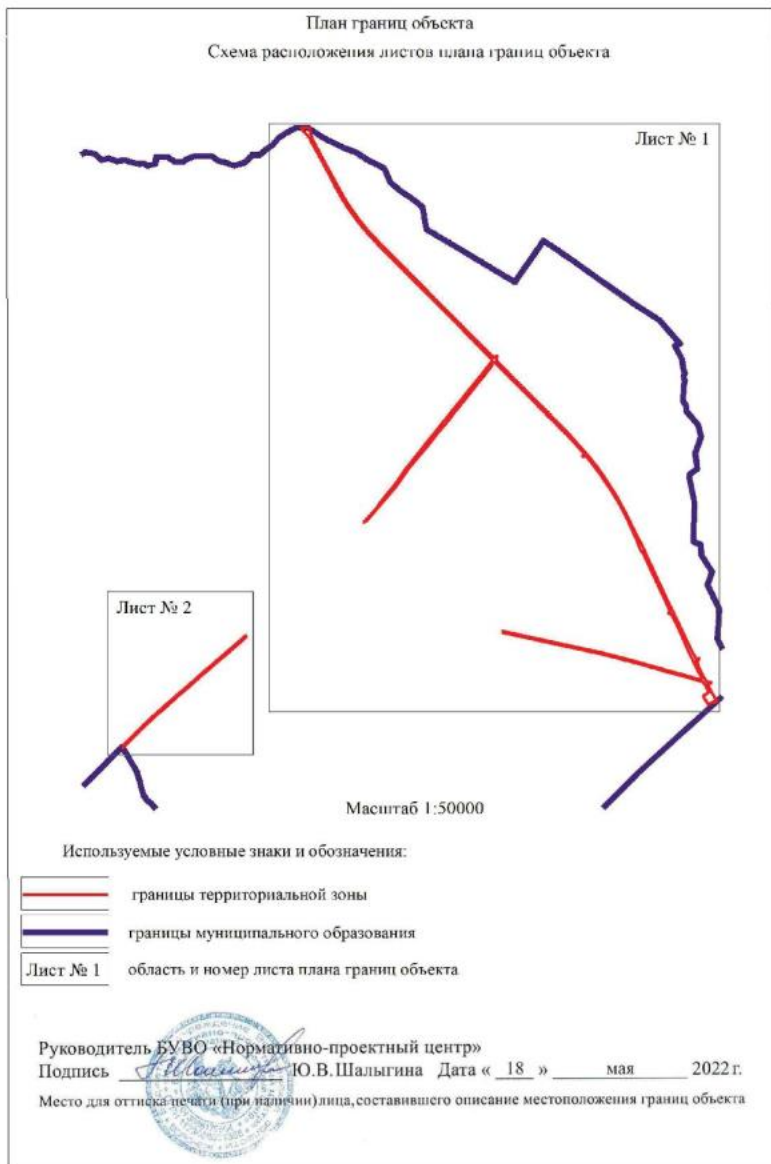 План границ объекта
Схема расположения листов плана границ объекта
Лист № 1
Лист № 2
Масштаб 1:50000
Используемые условные знаки и обозначения:
границы территориальной зоны
границы муниципального образования
Лист № 1 область и номер листа плана границ объекта
Руководитель БУВО «Нормативно-проектный центр»
Подпись Ю.В.Шалыгина Дата « 18 » мая 2022 г.
Место для оттиска печати (при наличии)лица,составившего описание местоположения границ объекта